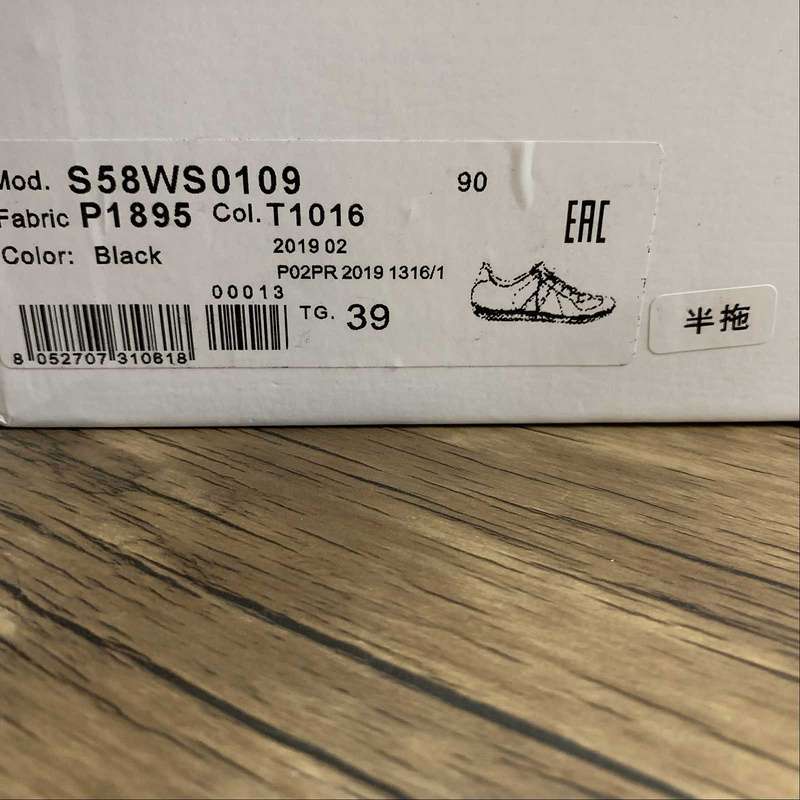 Mod. S58WS0109 90
Fabric P1895 Col. T1016
EAC
Color: Black
2019 02
P02PR 2019 1316/1
00013
TG. 39
8 052707 310618
半拖